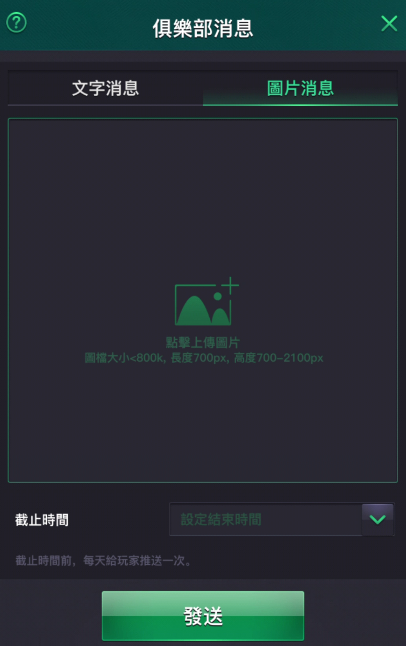 俱樂部消息
文字消息
圖片消息
點擊上傳圖片
圖檔大小<800k, 長度700px, 高度700~2100px
截止時間
設定結束時間
截止時間前，每天給玩家推送一次。
發送